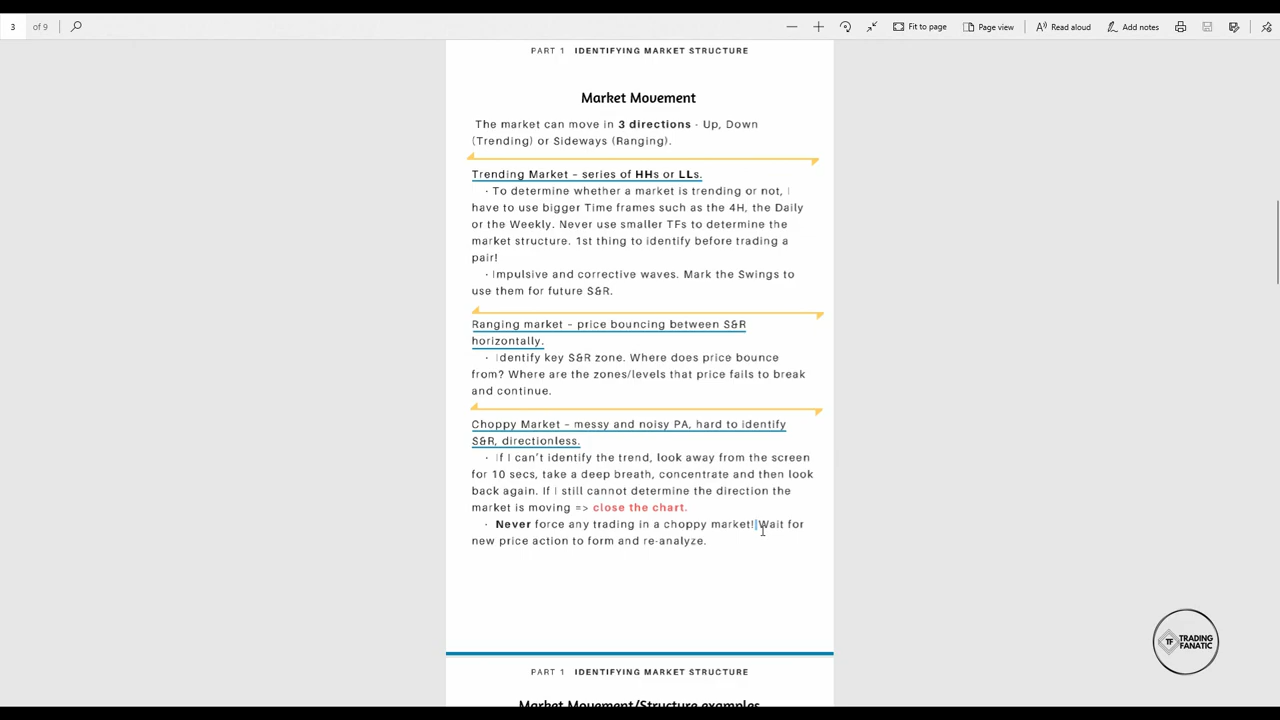 3 of 9 Fit to page Page view Read aloud Add notes
PART 1 IDENTIFYING MARKET STRUCTURE
Market Movement
The market can move in 3 directions - Up, Down
(Trending) or Sideways (Ranging).
Trending Market – series of HHs or LLs.
· To determine whether a market is trending or not, I
have to use bigger Time frames such as the 4H, the Daily
or the Weekly. Never use smaller TFs to determine the
market structure. 1st thing to identify before trading a
pair!
· Impulsive and corrective waves. Mark the Swings to
use them for future S&R.
Ranging market – price bouncing between S&R
horizontally.
· Identify key S&R zone. Where does price bounce
from? Where are the zones/levels that price fails to break
and continue.
Choppy Market – messy and noisy PA, hard to identify
S&R, directionless.
· If I can't identify the trend, look away from the screen
for 10 secs, take a deep breath, concentrate and then look
back again. If I still cannot determine the direction the
market is moving => close the chart.
· Never force any trading in a choppy market! Wait for
new price action to form and re-analyze.
TF TRADING
FANATIC
PART 1 IDENTIFYING MARKET STRUCTURE
Market Movement/Structure examples